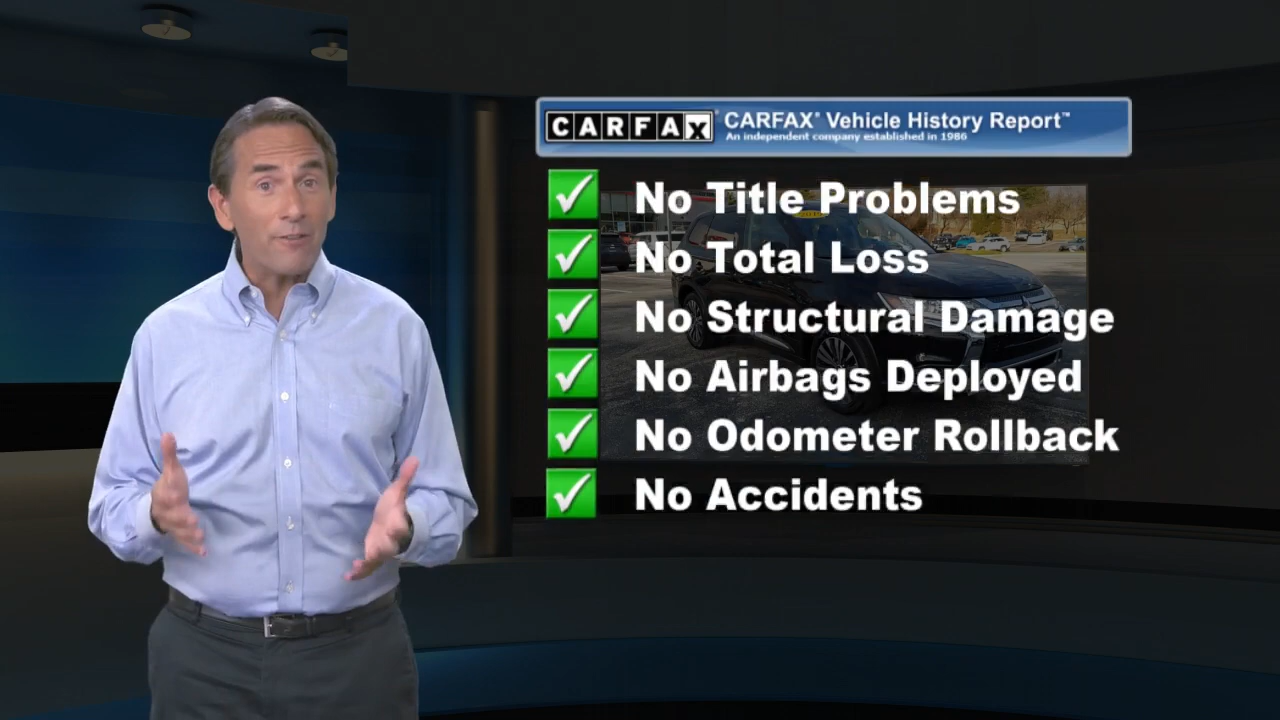 CARFAX CARFAX® Vehicle History Report™
An independent company established in 1986
No Title Problems
No Total Loss
No Structural Damage
No Airbags Deployed
No Odometer Rollback
No Accidents